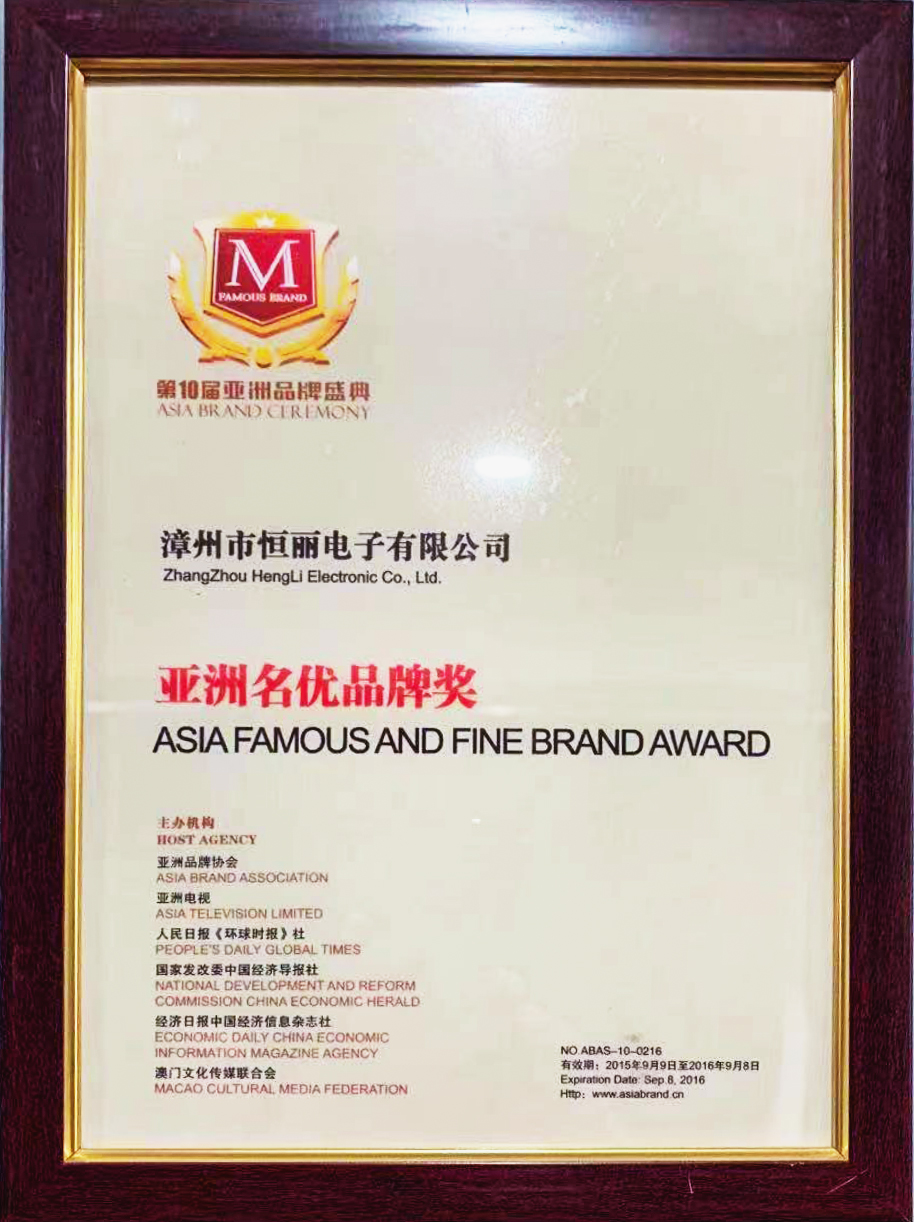 M
FAMOUS BRAND
第10届亚洲品牌盛典
ASIA BRAND CEREMONY
漳州市恒丽电子有限公司
ZhangZhou HengLi Electronic Co., Ltd.
亚洲名优品牌奖
ASIA FAMOUS AND FINE BRAND AWARD
主办机构
HOST AGENCY
亚洲品牌协会
ASIA BRAND ASSOCIATION
亚洲电视
ASIA TELEVISION LIMITED
人民日报《环球时报》社
PEOPLE'S DAILY GLOBAL TIMES
国家发改委中国经济导报社
NATIONAL DEVELOPMENT AND REFORM
COMMISSION CHINA ECONOMIC HERALD
经济日报中国经济信息杂志社
ECONOMIC DAILY CHINA ECONOMIC
INFORMATION MAGAZINE AGENCY
澳门文化传媒联合会
MACAO CULTURAL MEDIA FEDERATION
NO.ABAS-10-0216
有效期：2015年9月9日至2016年9月8日
Expiration Date: Sep.8, 2016
Http：www.asiabrand.cn